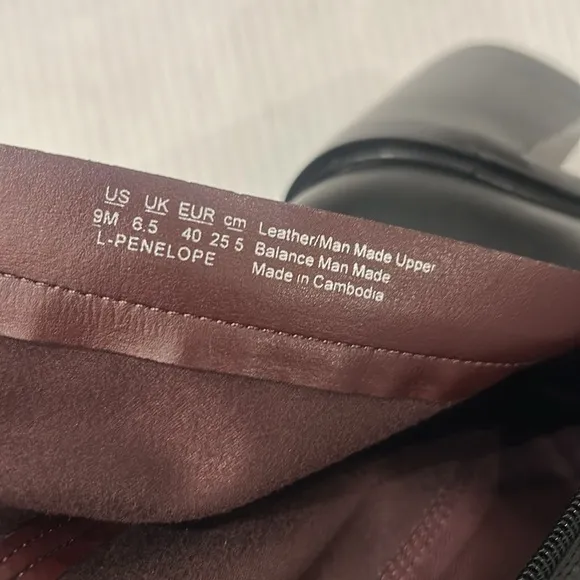 US UK EUR cm
9M 6.5 40 25 5
L-PENELOPE
Leather/Man Made Upper
Balance Man Made
Made in Cambodia